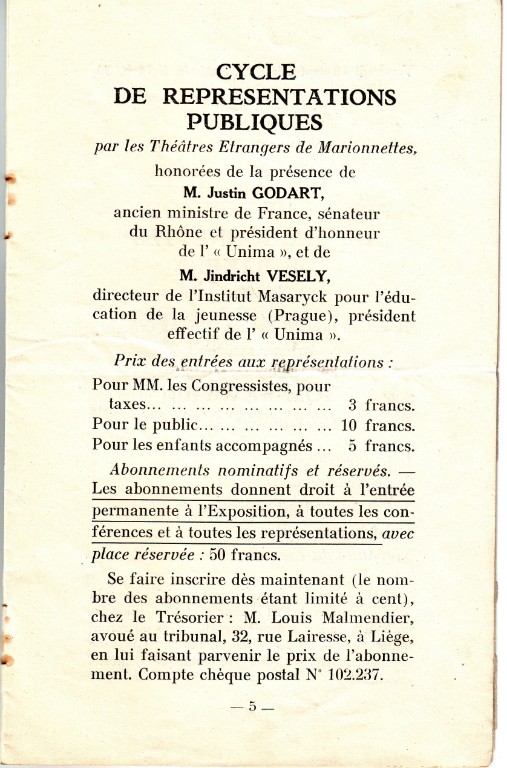 CYCLE
DE REPRESENTATIONS
PUBLIQUES
par les Théâtres Etrangers de Marionnettes,
honorées de la présence de
M. Justin GODART,
ancien ministre de France, sénateur
du Rhône et président d'honneur
de l' « Unima », et de
M. Jindricht VESELY,
directeur de l'Institut Masaryck pour l'édu-
cation de la jeunesse (Prague), président
effectif de l' « Unima ».
Prix des entrées aux représentations :
Pour MM. les Congressistes, pour
taxes... ... ... ... ... ... ... ... 3 francs.
Pour le public... ... ... ... ... ... 10 francs.
Pour les enfants accompagnés ... 5 francs.
Abonnements nominatifs et réservés. —
Les abonnements donnent droit à l'entrée
permanente à l'Exposition, à toutes les con-
férences et à toutes les représentations, avec
place réservée : 50 francs.
Se faire inscrire dès maintenant (le nom-
bre des abonnements étant limité à cent),
chez le Trésorier : M. Louis Malmendier,
avoué au tribunal, 32, rue Lairesse, à Liége,
en lui faisant parvenir le prix de l'abonne-
ment. Compte chèque postal N° 102.237.
— 5 —